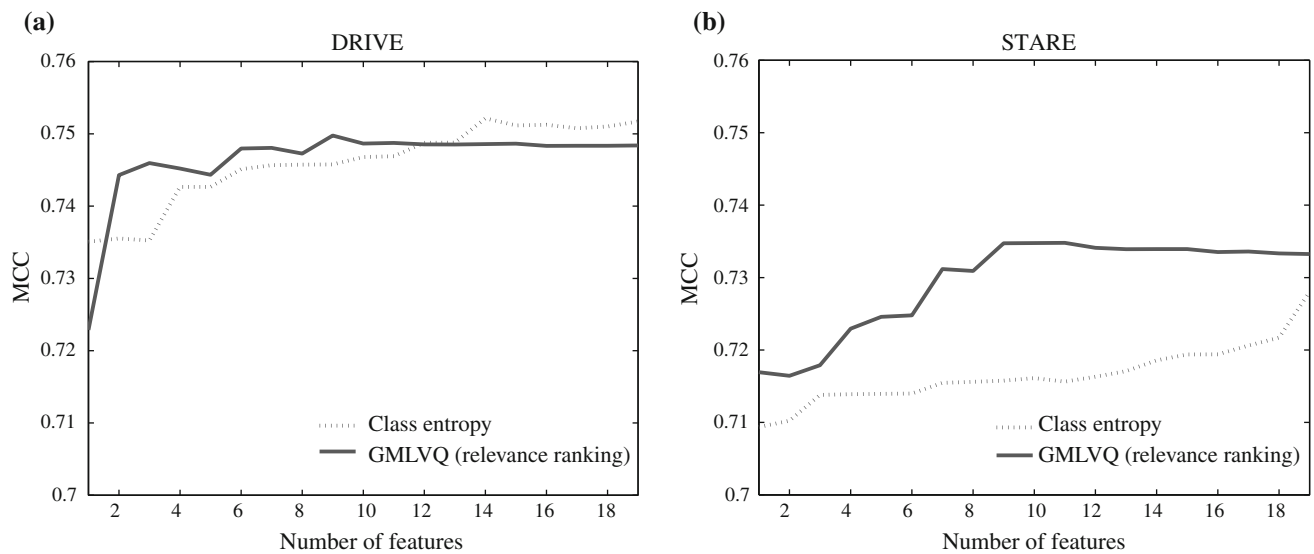 (a)
DRIVE
0.76
0.75
0.74
0.73
0.72
0.71
0.7
MCC
2 4 6 8 10 12 14 16 18
Number of features
Class entropy
GMLVQ (relevance ranking)
(b)
STARE
0.76
0.75
0.74
0.73
0.72
0.71
0.7
MCC
2 4 6 8 10 12 14 16 18
Number of features
Class entropy
GMLVQ (relevance ranking)